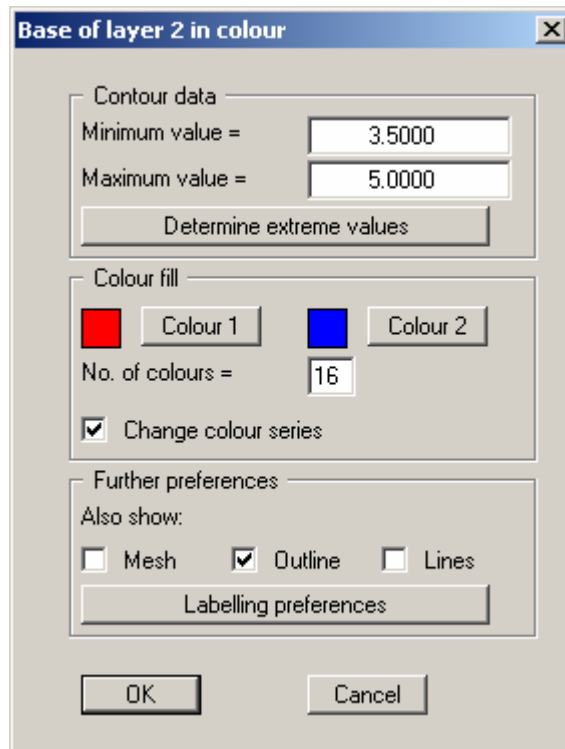 Base of layer 2 in colour
Contour data
Minimum value = 3.5000
Maximum value = 5.0000
Determine extreme values
Colour fill
Colour 1 Colour 2
No. of colours = 16
Change colour series
Further preferences
Also show:
Mesh Outline Lines
Labelling preferences
OK Cancel